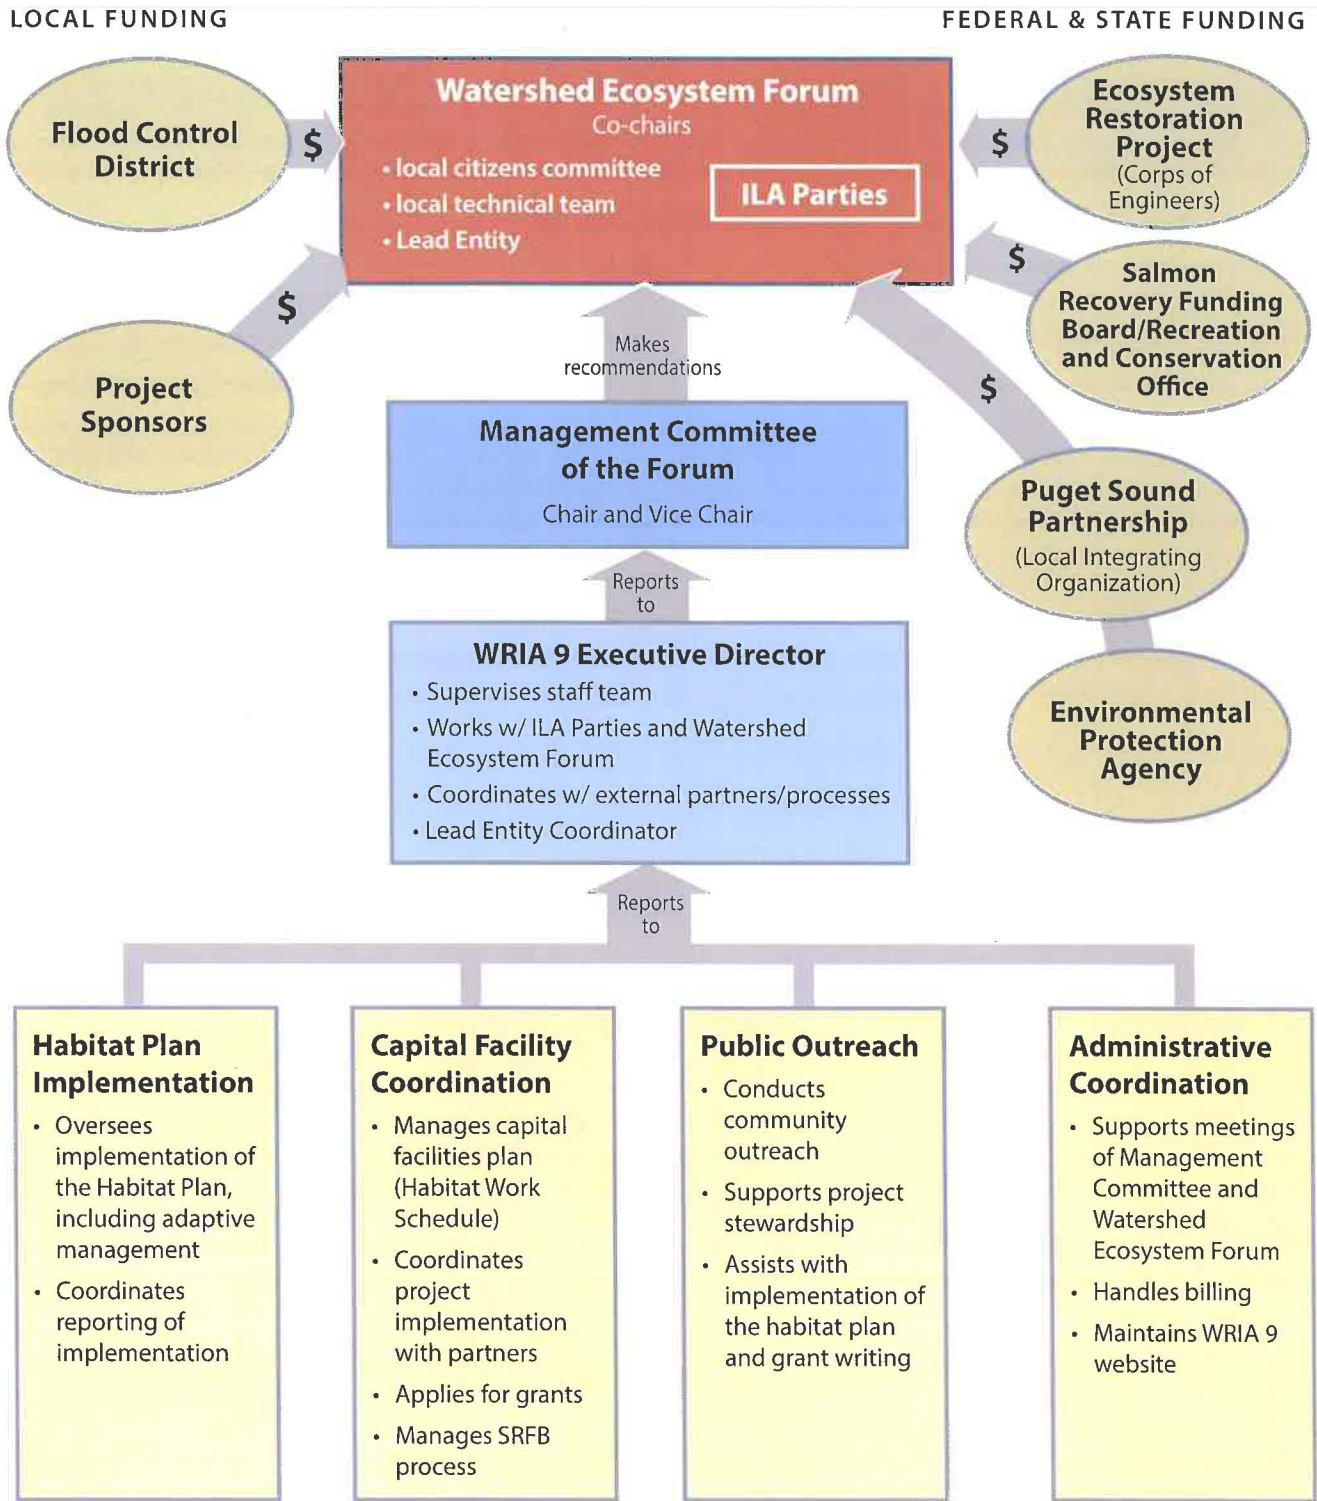 LOCAL FUNDING
FEDERAL & STATE FUNDING
Flood Control
District
$
Project
Sponsors
$
Watershed Ecosystem Forum
Co-chairs
• local citizens committee
• local technical team
• Lead Entity
ILA Parties
$
Ecosystem
Restoration
Project
(Corps of
Engineers)
$
Salmon
Recovery Funding
Board/Recreation
and Conservation
Office
$
Puget Sound
Partnership
(Local Integrating
Organization)
Environmental
Protection
Agency
Makes
recommendations
Management Committee
of the Forum
Chair and Vice Chair
Reports
to
WRIA 9 Executive Director
• Supervises staff team
• Works w/ ILA Parties and Watershed
Ecosystem Forum
• Coordinates w/ external partners/processes
• Lead Entity Coordinator
Reports
to
Habitat Plan
Implementation
• Oversees
implementation of
the Habitat Plan,
including adaptive
management
• Coordinates
reporting of
implementation
Capital Facility
Coordination
• Manages capital
facilities plan
(Habitat Work
Schedule)
• Coordinates
project
implementation
with partners
• Applies for grants
• Manages SRFB
process
Public Outreach
• Conducts
community
outreach
• Supports project
stewardship
• Assists with
implementation of
the habitat plan
and grant writing
Administrative
Coordination
• Supports meetings
of Management
Committee and
Watershed
Ecosystem Forum
• Handles billing
• Maintains WRIA 9
website